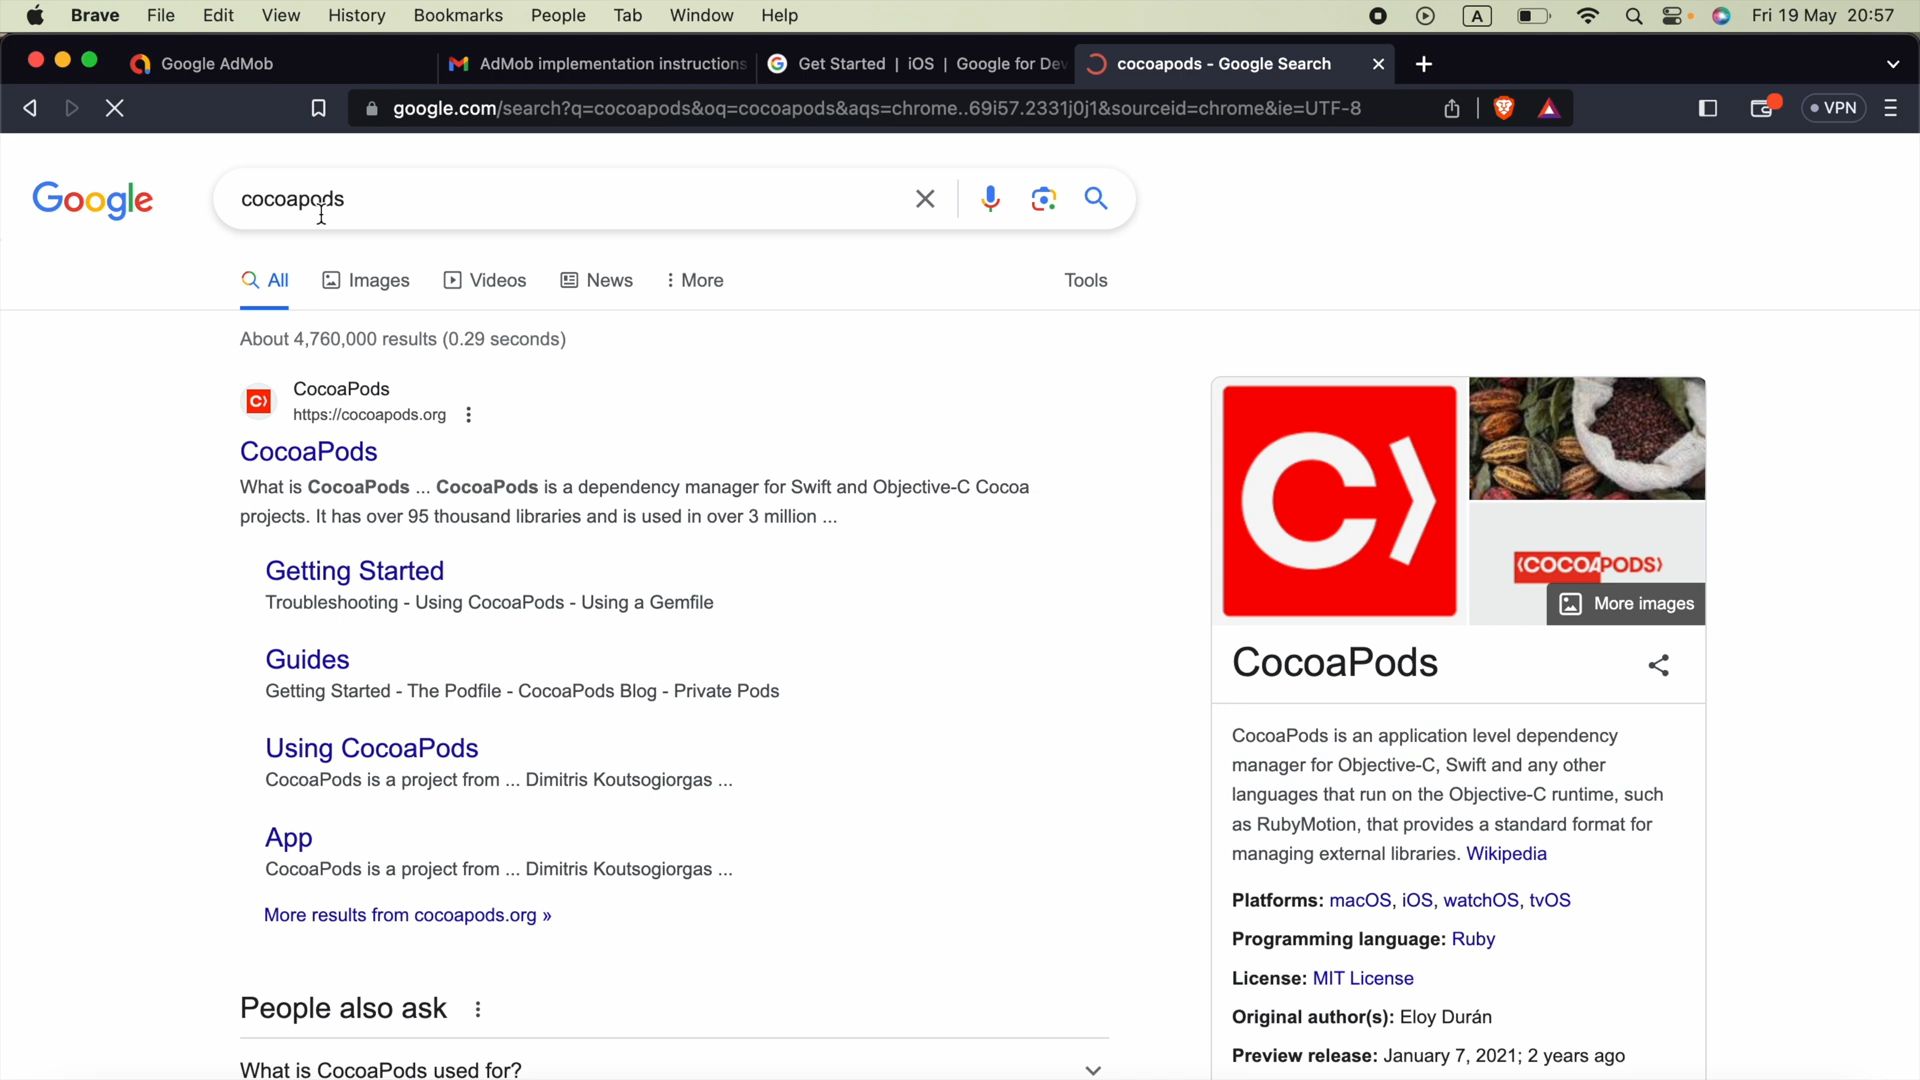 Brave File Edit View History Bookmarks People Tab Window Help A Fri 19 May 20:57
Google AdMob AdMob implementation instructions Get Started | iOS | Google for Dev cocoapods - Google Search
google.com/search?q=cocoapods&oq=cocoapods&aqs=chrome..69i57.2331j0j1&sourceid=chrome&ie=UTF-8 VPN
Google cocoapods
All Images Videos News More Tools
About 4,760,000 results (0.29 seconds)
CocoaPods
https://cocoapods.org
CocoaPods
What is CocoaPods ... CocoaPods is a dependency manager for Swift and Objective-C Cocoa
projects. It has over 95 thousand libraries and is used in over 3 million ...
Getting Started
Troubleshooting - Using CocoaPods - Using a Gemfile
Guides
Getting Started - The Podfile - CocoaPods Blog - Private Pods
Using CocoaPods
CocoaPods is a project from ... Dimitris Koutsogiorgas ...
App
CocoaPods is a project from ... Dimitris Koutsogiorgas ...
More results from cocoapods.org »
People also ask
What is CocoaPods used for?
C⟩
⟨COCOAPODS⟩
More images
CocoaPods
CocoaPods is an application level dependency
manager for Objective-C, Swift and any other
languages that run on the Objective-C runtime, such
as RubyMotion, that provides a standard format for
managing external libraries. Wikipedia
Platforms: macOS, iOS, watchOS, tvOS
Programming language: Ruby
License: MIT License
Original author(s): Eloy Durán
Preview release: January 7, 2021; 2 years ago